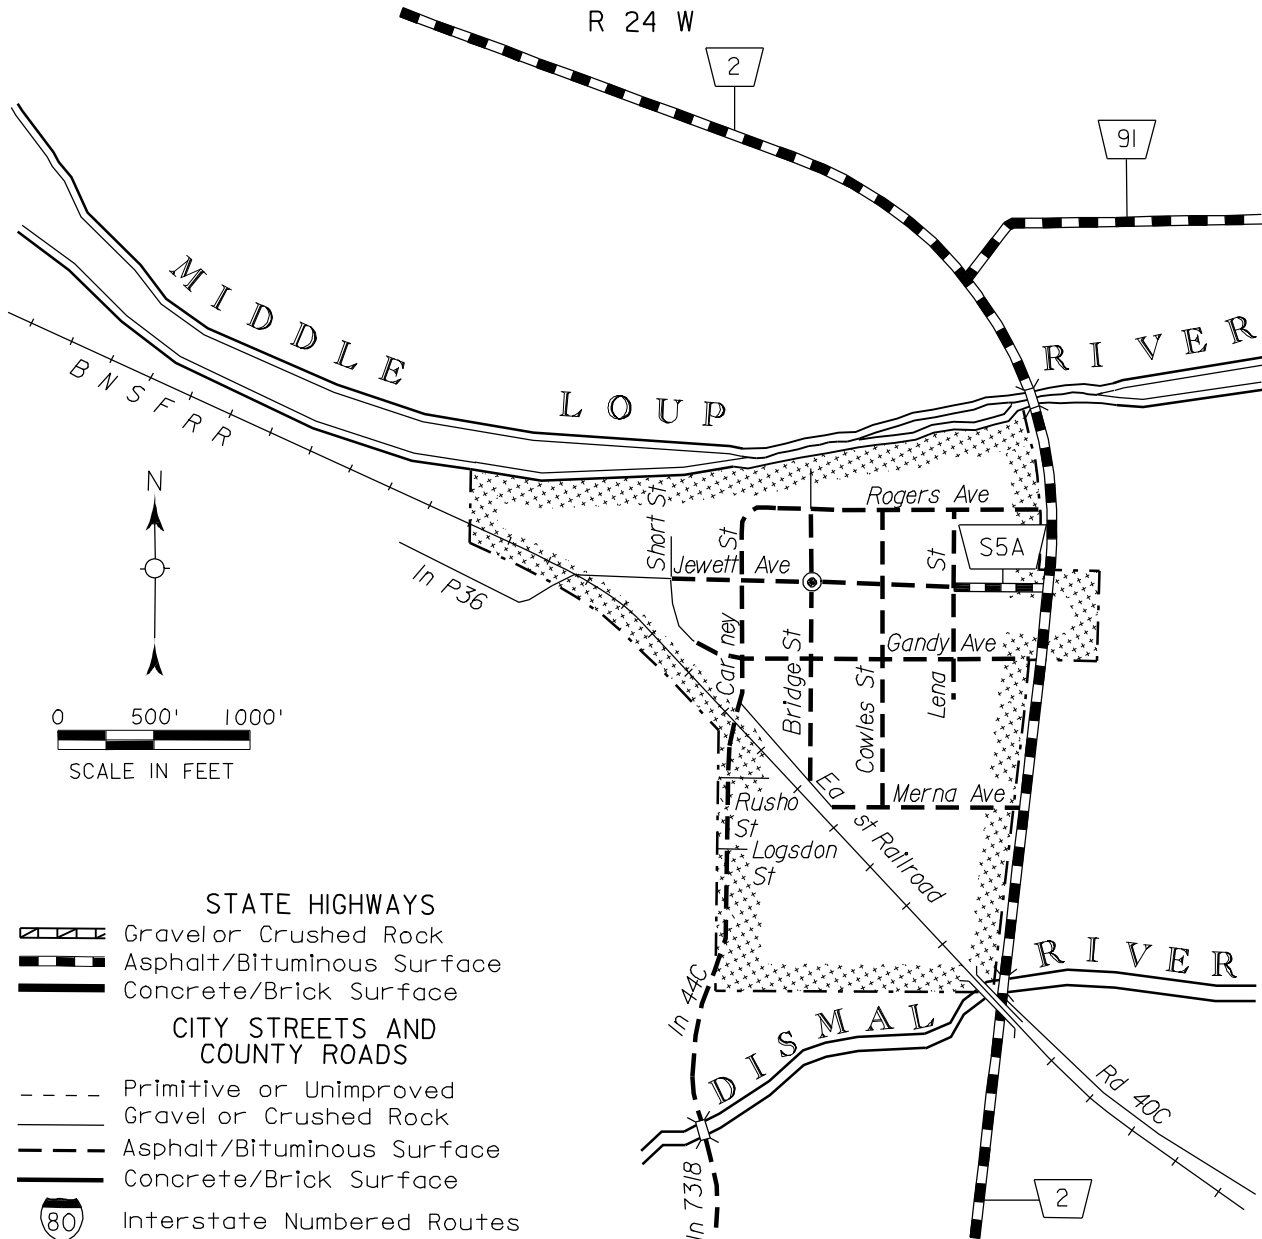 R 24 W
2
91
MIDDLE LOUP RIVER
BNSFRR
N
Rogers Ave
Short St
St
St
S5A
Jewett Ave
In P36
Car ney
Bridge St
Gandy Ave
Cowles St
Lena
0 500' 1000'
SCALE IN FEET
Ea st Railroad
Merna Ave
Rusho
St
Logsdon
St
STATE HIGHWAYS
Gravel or Crushed Rock
Asphalt/Bituminous Surface
Concrete/Brick Surface
CITY STREETS AND
COUNTY ROADS
Primitive or Unimproved
Gravel or Crushed Rock
Asphalt/Bituminous Surface
Concrete/Brick Surface
80 Interstate Numbered Routes
In 44C
DISMAL RIVER
Rd 40C
In 7318
2